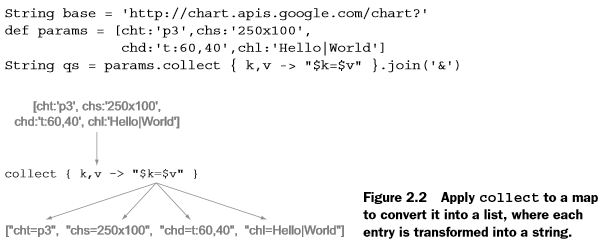 String base = 'http://chart.apis.google.com/chart?'
def params = [cht:'p3',chs:'250x100',
chd:'t:60,40',chl:'Hello|World']
String qs = params.collect { k,v -> "$k=$v" }.join('&')
[cht:'p3', chs:'250x100',
chd:'t:60,40', chl:'Hello|World']
collect { k,v -> "$k=$v" }
["cht=p3", "chs=250x100", "chd=t:60,40", "chl=Hello|World"]
Figure 2.2 Apply collect to a map
to convert it into a list, where each
entry is transformed into a string.